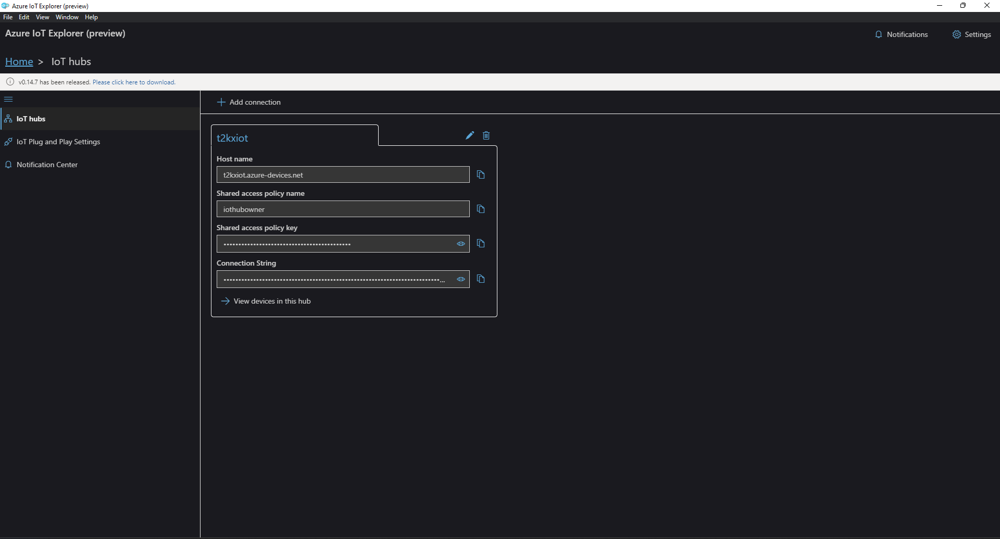 Azure IoT Explorer (preview)
File Edit View Window Help
Azure IoT Explorer (preview)
Notifications
Settings
Home > IoT hubs
v0.14.7 has been released. Please click here to download.
IoT hubs
IoT Plug and Play Settings
Notification Center
Add connection
t2kxiot
Host name
t2kxiot.azure-devices.net
Shared access policy name
iothubowner
Shared access policy key
Connection String
View devices in this hub